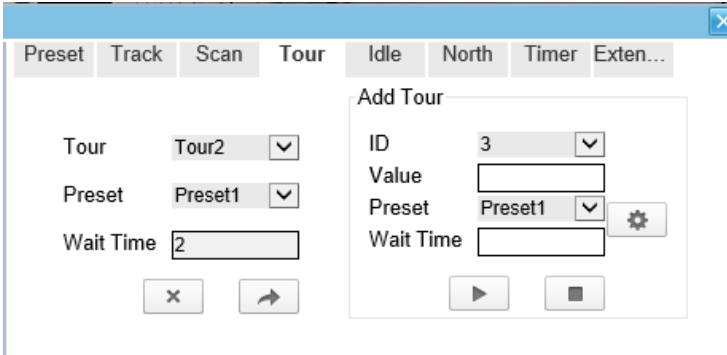 Preset Track Scan Tour Idle North Timer Exten...
Add Tour
Tour Tour2
Preset Preset1
Wait Time 2
ID 3
Value
Preset Preset1
Wait Time